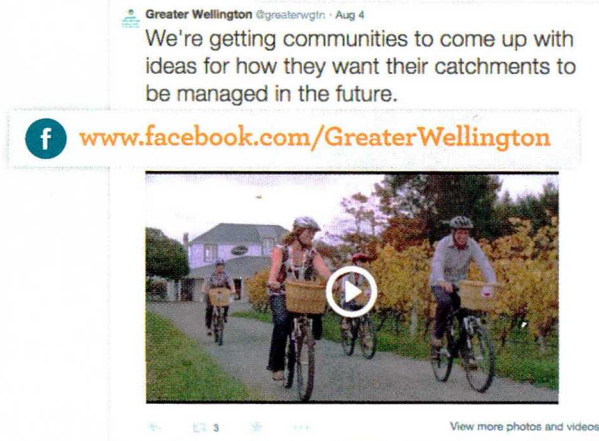 Greater Wellington @greaterwgtn · Aug 4
We're getting communities to come up with
ideas for how they want their catchments to
be managed in the future.
f www.facebook.com/GreaterWellington
3
View more photos and videos